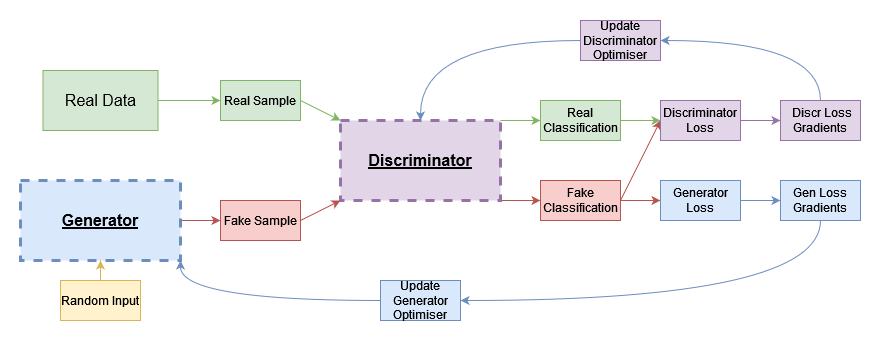 Update
Discriminator
Optimiser
Real Data
Real Sample
Real
Classification
Discriminator
Loss
Discr Loss
Gradients
Discriminator
Generator
Fake Sample
Fake
Classification
Generator
Loss
Gen Loss
Gradients
Random Input
Update
Generator
Optimiser